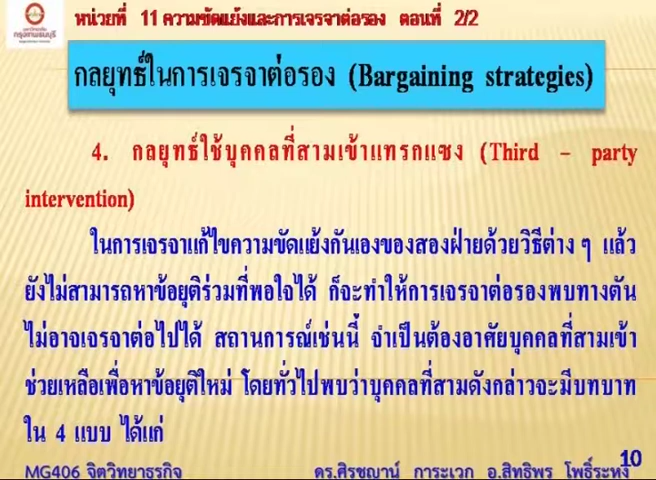 หน่วยที่ 11 ความขัดแย้งและการเจรจาต่อรอง ตอนที่ 2/2
กลยุทธ์ในการเจรจาต่อรอง (Bargaining strategies)
4. กลยุทธ์ใช้บุคคลที่สามเข้าแทรกแซง (Third – party
intervention)
ในการเจรจาแก้ไขความขัดแย้งกันเองของสองฝ่ายด้วยวิธีต่าง ๆ แล้ว
ยังไม่สามารถหาข้อยุติร่วมที่พอใจได้ ก็จะทำให้การเจรจาต่อรองพบทางตัน
ไม่อาจเจรจาต่อไปได้ สถานการณ์เช่นนี้ จำเป็นต้องอาศัยบุคคลที่สามเข้า
ช่วยเหลือเพื่อหาข้อยุติใหม่ โดยทั่วไปพบว่าบุคคลที่สามดังกล่าวจะมีบทบาท
ใน 4 แบบ ได้แก่
10
MG406 จิตวิทยาธุรกิจ ดร.ศิรชญาน์ การะเวก อ.สิทธิพร โพธิ์ระหง